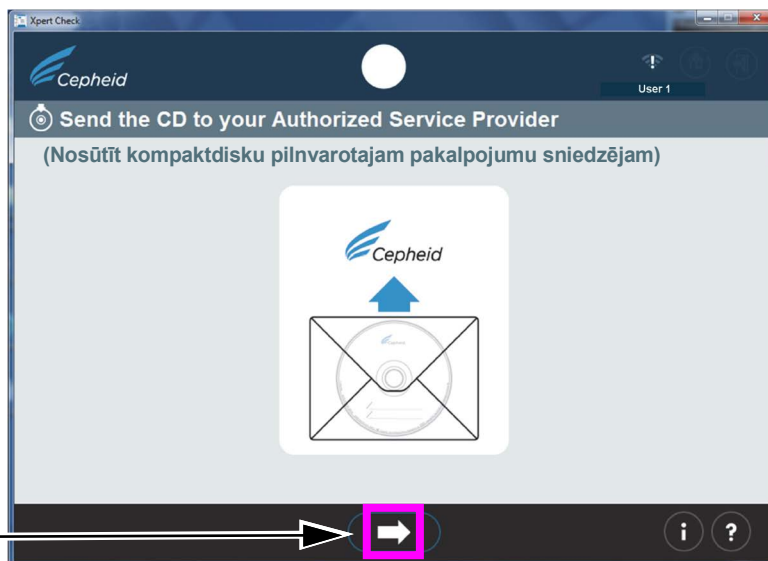 Xpert Check
Cepheid
User 1
Send the CD to your Authorized Service Provider
(Nosūtīt kompaktdisku pilnvarotajam pakalpojumu sniedzējam)
Cepheid
Cepheid
i ?